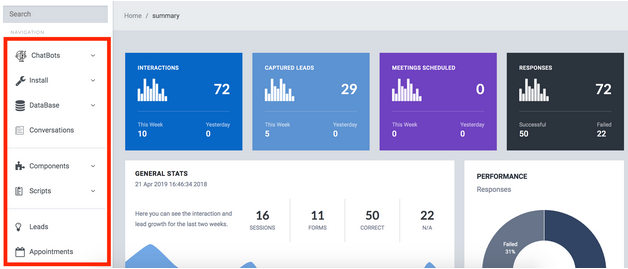 Search
NAVIGATION
ChatBots
Install
DataBase
Conversations
Components
Scripts
Leads
Appointments
Home / summary
INTERACTIONS
72
This Week Yesterday
10 0
CAPTURED LEADS
29
This Week Yesterday
5 0
MEETINGS SCHEDULED
0
This Week Yesterday
0 0
RESPONSES
72
Successful Failed
50 22
GENERAL STATS
21 Apr 2019 16:46:34 2018
Here you can see the interaction and
lead growth for the last two weeks.
16 11 50 22
SESSIONS FORMS CORRECT N/A
PERFORMANCE
Responses
Failed
31%